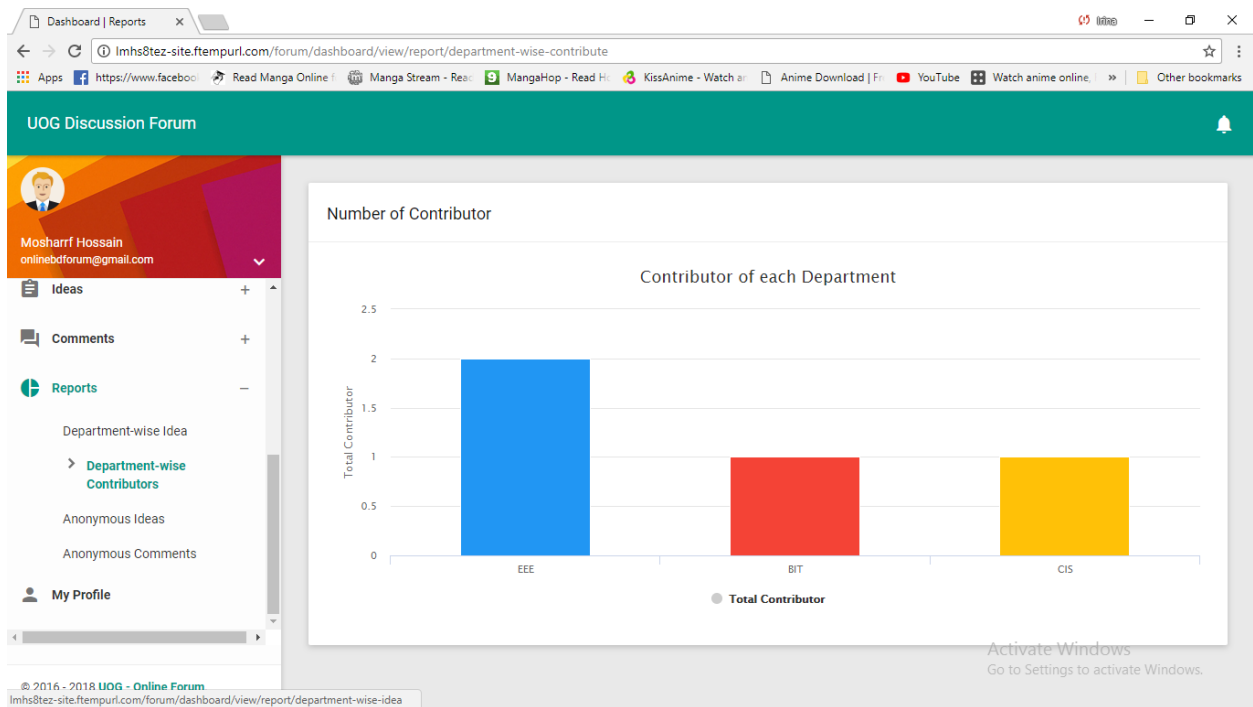 Dashboard | Reports
Irina
lmhs8tez-site.ftempurl.com/forum/dashboard/view/report/department-wise-contribute
Apps https://www.facebool Read Manga Online f Manga Stream - Read MangaHop - Read Ho KissAnime - Watch an Anime Download | Fr YouTube Watch anime online, » Other bookmarks
UOG Discussion Forum
Mosharrf Hossain
onlinebdforum@gmail.com
Ideas +
Comments +
Reports –
Department-wise Idea
Department-wise
Contributors
Anonymous Ideas
Anonymous Comments
My Profile
© 2016 - 2018 UOG - Online Forum
lmhs8tez-site.ftempurl.com/forum/dashboard/view/report/department-wise-idea
Number of Contributor
Contributor of each Department
Total Contributor
2.5
2
1.5
1
0.5
0
EEE BIT CIS
Total Contributor
Activate Windows
Go to Settings to activate Windows.